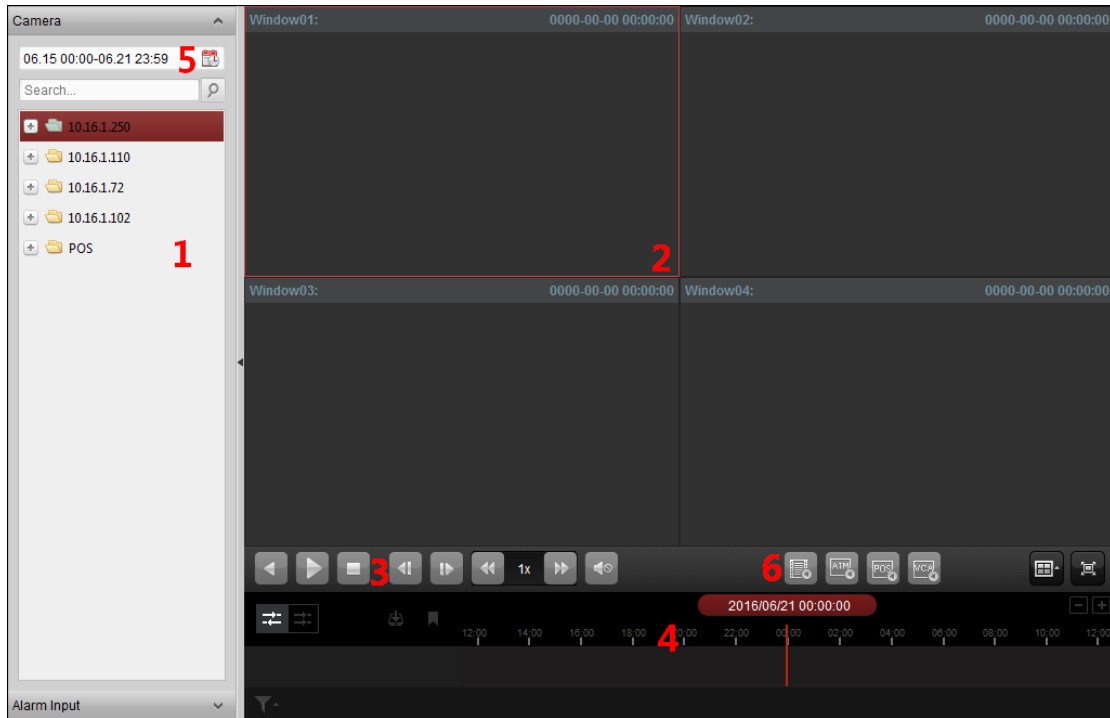 Camera
06.15 00:00-06.21 23:59
5
Search...
10.16.1.250
10.16.1.110
10.16.1.72
10.16.1.102
POS
1
Alarm Input
Window01: 0000-00-00 00:00:00
2
Window02: 0000-00-00 00:00:00
Window03: 0000-00-00 00:00:00
Window04: 0000-00-00 00:00:00
3
1x
6
ATM
POS
VCA
2016/06/21 00:00:00
12:00 14:00 16:00 18:00 20:00 22:00 00:00 02:00 04:00 06:00 08:00 10:00 12:00
4